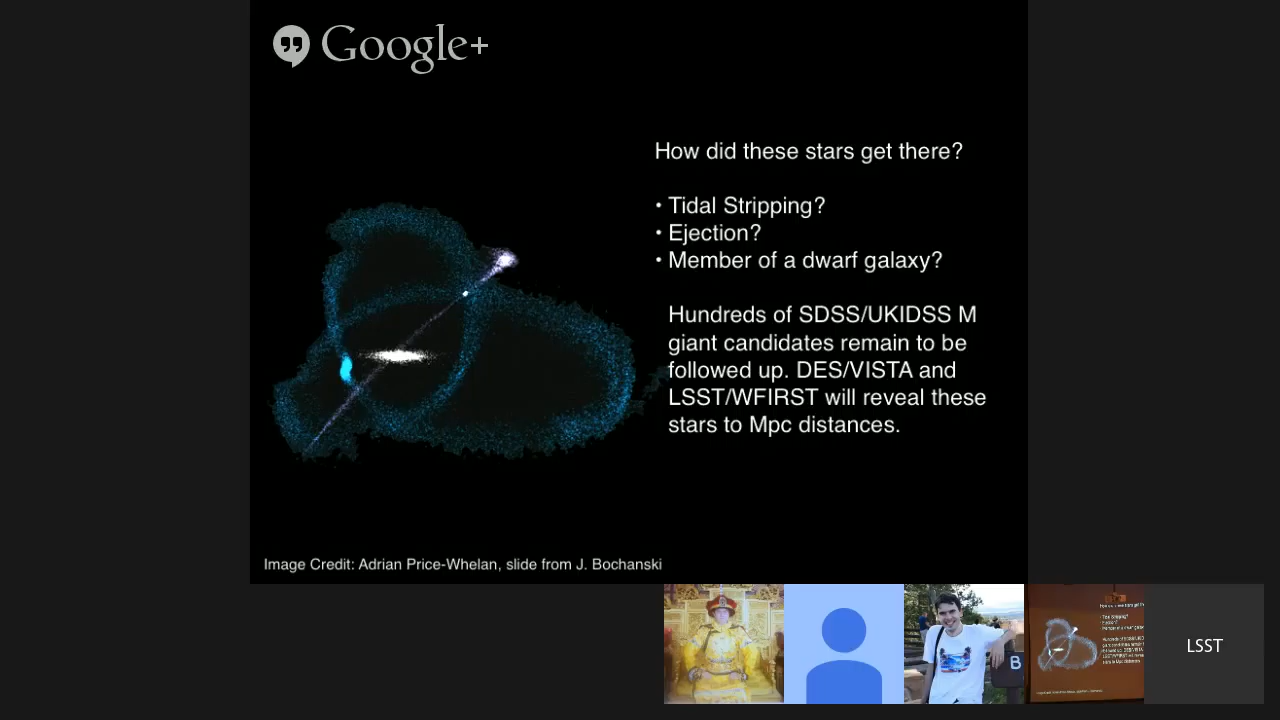 Google+
How did these stars get there?
• Tidal Stripping?
• Ejection?
• Member of a dwarf galaxy?
Hundreds of SDSS/UKIDSS M
giant candidates remain to be
followed up. DES/VISTA and
LSST/WFIRST will reveal these
stars to Mpc distances.
Image Credit: Adrian Price-Whelan, slide from J. Bochanski
B
LSST